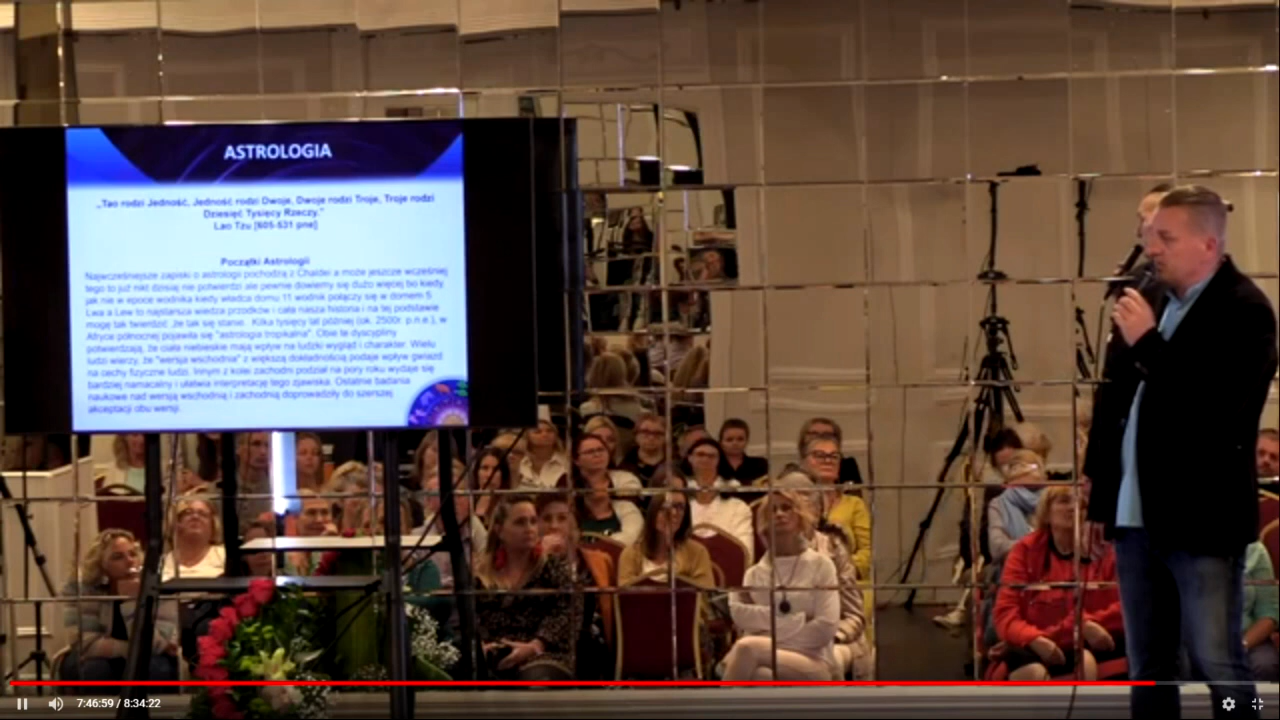 ASTROLOGIA
„Tao rodzi Jedność, Jedność rodzi Dwoje, Dwoje rodzi Troje, Troje rodzi
Dziesięć Tysięcy Rzeczy."
Lao Tzu [605-531 pne]
Początki Astrologii
Najwcześniejsze zapiski o astrologii pochodzą z Chaldei a może jeszcze wcześniej
tego to już nikt dzisiaj nie potwierdzi ale pewnie dowiemy się dużo więcej bo kiedy,
jak nie w epoce wodnika kiedy władca domu 11 wodnik połączy się w domem 5
Lwa a Lew to najstarsza wiedza przodków i cała nasza historia i na tej podstawie
mogę tak twierdzić. Że tak się stanie. Kilka tysięcy lat później (ok. 2500r. p.n.e.), w
Afryce północnej pojawiła się "astrologia tropikalna". Obie te dyscypliny
potwierdzają, że ciała niebieskie mają wpływ na ludzki wygląd i charakter. Wielu
ludzi wierzy, że "wersja wschodnia" z większą dokładnością podaje wpływ gwiazd
na cechy fizyczne ludzi. Innym z kolei zachodni podział na pory roku wydaje się
bardziej namacalny i ułatwia interpretację tego zjawiska. Ostatnie badania
naukowe nad wersją wschodnią i zachodnią doprowadziły do szerszej
akceptacji obu wersji.
7:46:59 / 8:34:22